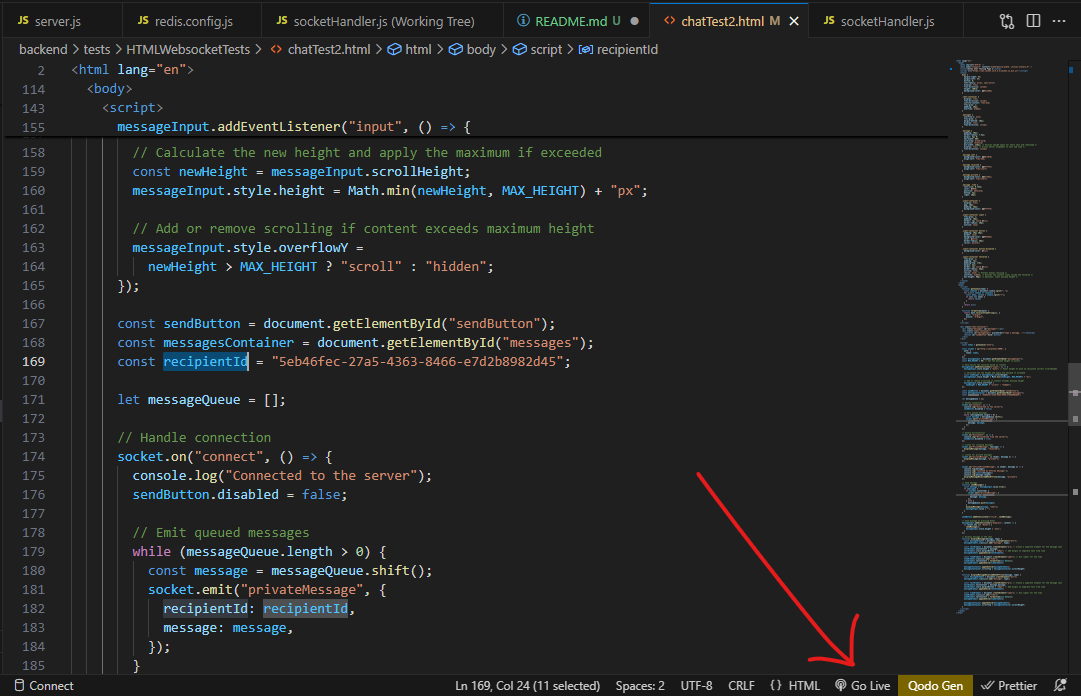 JS server.js JS redis.config.js JS socketHandler.js (Working Tree) README.md U chatTest2.html M JS socketHandler.js
backend > tests > HTMLWebsocketTests > chatTest2.html > html > body > script > recipientId
2 <html lang="en">
114 <body>
143 <script>
155 messageInput.addEventListener("input", () => {
158 // Calculate the new height and apply the maximum if exceeded
159 const newHeight = messageInput.scrollHeight;
160 messageInput.style.height = Math.min(newHeight, MAX_HEIGHT) + "px";
161
162 // Add or remove scrolling if content exceeds maximum height
163 messageInput.style.overflowY =
164 newHeight > MAX_HEIGHT ? "scroll" : "hidden";
165 });
166
167 const sendButton = document.getElementById("sendButton");
168 const messagesContainer = document.getElementById("messages");
169 const recipientId = "5eb46fec-27a5-4363-8466-e7d2b8982d45";
170
171 let messageQueue = [];
172
173 // Handle connection
174 socket.on("connect", () => {
175 console.log("Connected to the server");
176 sendButton.disabled = false;
177
178 // Emit queued messages
179 while (messageQueue.length > 0) {
180 const message = messageQueue.shift();
181 socket.emit("privateMessage", {
182 recipientId: recipientId,
183 message: message,
184 });
185 }
Connect Ln 169, Col 24 (11 selected) Spaces: 2 UTF-8 CRLF {} HTML Go Live Qodo Gen Prettier